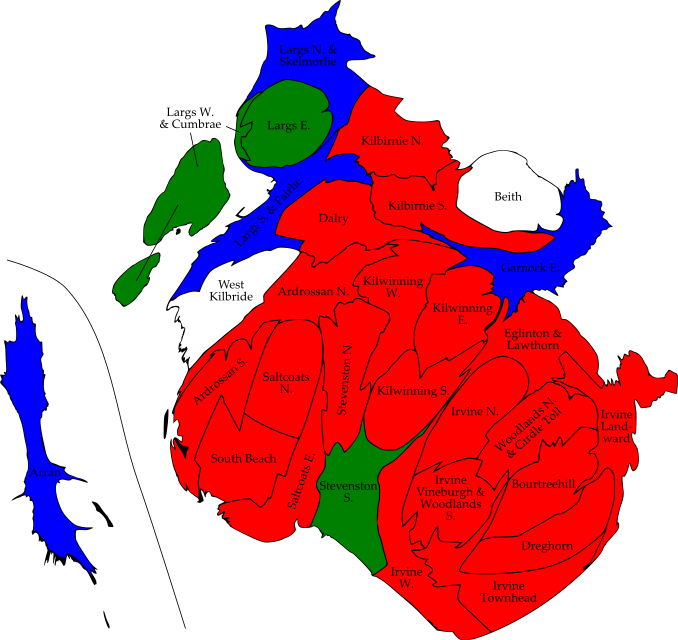 Largs N. &
Skelmorlie
Largs W.
& Cumbrae
Largs E.
Kilbirnie N.
Largs S. & Fairlie
Dalry
Kilbirnie S.
Beith
Garnock E.
West
Kilbride
Ardrossan N.
Kilwinning
W.
Kilwinning
E.
Eglinton &
Lawthorn
Ardrossan S.
Saltcoats
N.
Stevenston N.
Kilwinning S.
Irvine N.
Woodlands N.
& Girdle Toll
Irvine
Land-
ward
South Beach
Saltcoats E.
Stevenston
S.
Irvine
Vineburgh &
Woodlands
S.
Bourtreehill
Arran
Dreghorn
Irvine
W.
Irvine
Townhead